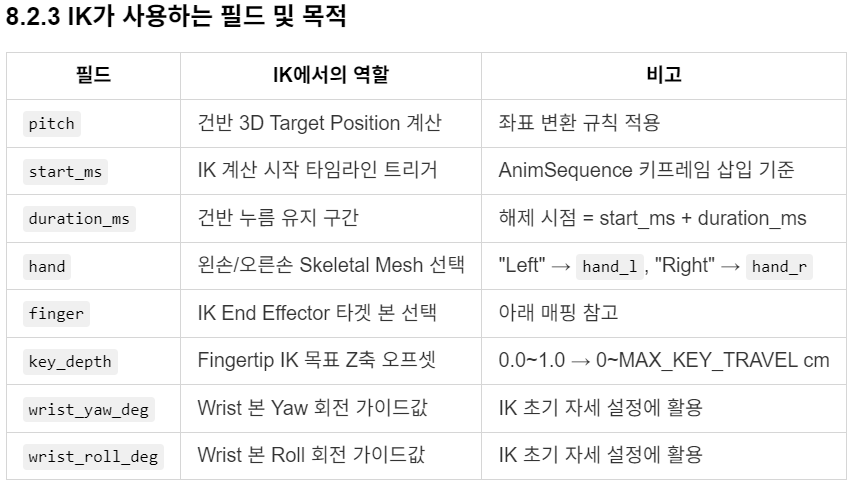 8.2.3 IK가 사용하는 필드 및 목적
필드 IK에서의 역할 비고
pitch 건반 3D Target Position 계산 좌표 변환 규칙 적용
start_ms IK 계산 시작 타임라인 트리거 AnimSequence 키프레임 삽입 기준
duration_ms 건반 누름 유지 구간 해제 시점 = start_ms + duration_ms
hand 왼손/오른손 Skeletal Mesh 선택 "Left" → hand_l, "Right" → hand_r
finger IK End Effector 타겟 본 선택 아래 매핑 참고
key_depth Fingertip IK 목표 Z축 오프셋 0.0~1.0 → 0~MAX_KEY_TRAVEL cm
wrist_yaw_deg Wrist 본 Yaw 회전 가이드값 IK 초기 자세 설정에 활용
wrist_roll_deg Wrist 본 Roll 회전 가이드값 IK 초기 자세 설정에 활용